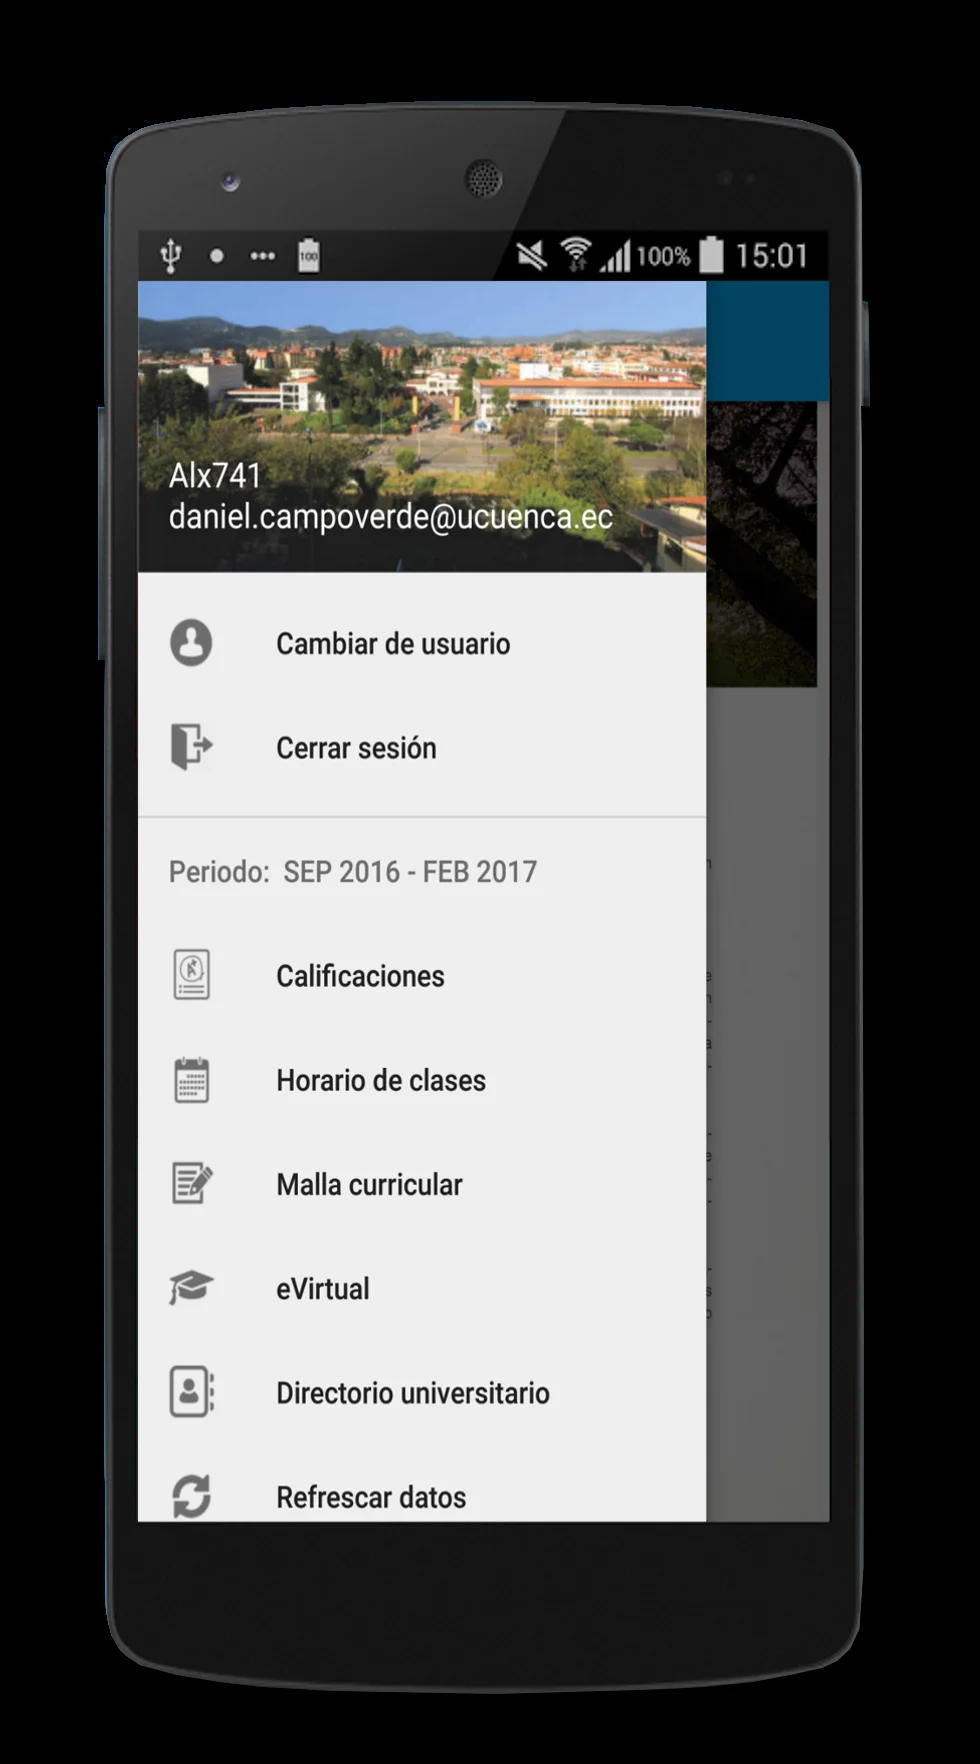 100
100%
15:01
Alx741
daniel.campoverde@ucuenca.ec
Cambiar de usuario
Cerrar sesión
Periodo: SEP 2016 - FEB 2017
Calificaciones
Horario de clases
Malla curricular
eVirtual
Directorio universitario
Refrescar datos